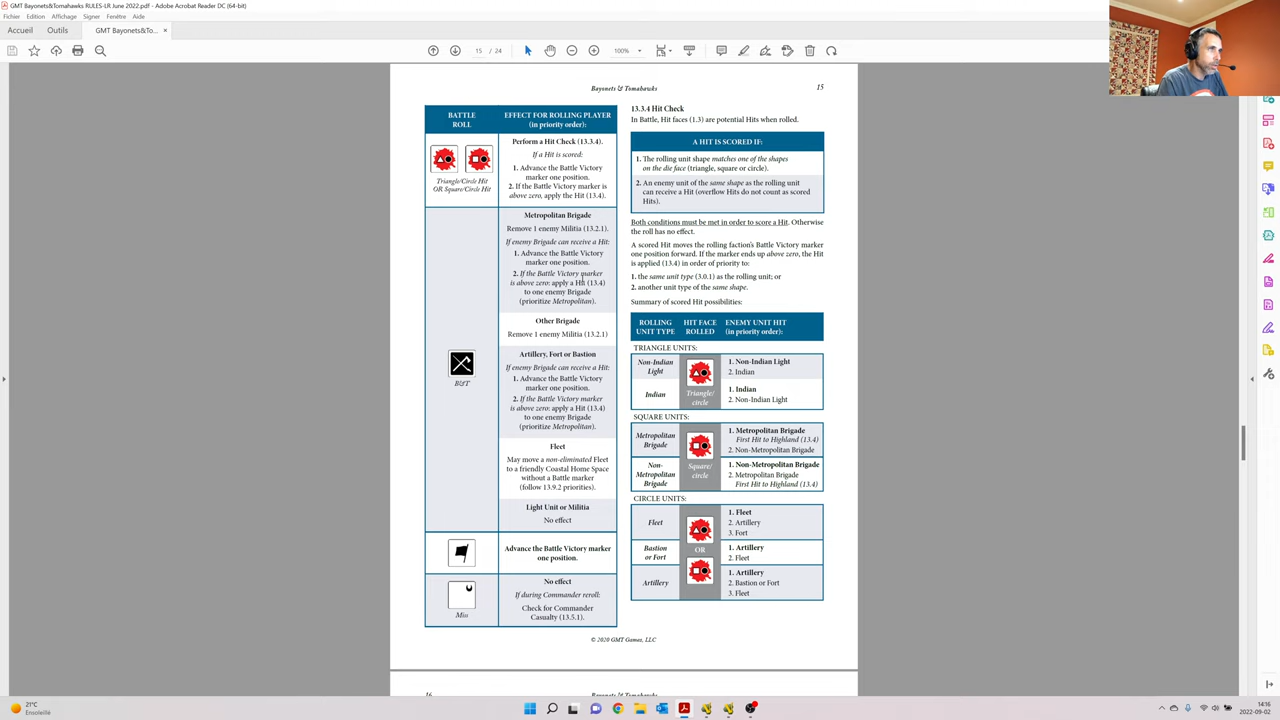 GMT Bayonets&Tomahawks RULES-LR June 2022.pdf - Adobe Acrobat Reader DC (64-bit)
Fichier Edition Affichage Signer Fenêtre Aide
Accueil Outils GMT Bayonets&To... ×
15 / 24 100%
Bayonets & Tomahawks 15
BATTLE ROLL
EFFECT FOR ROLLING PLAYER
(in priority order):
Triangle/Circle Hit
OR Square/Circle Hit
Perform a Hit Check (13.3.4).
If a Hit is scored:
1. Advance the Battle Victory
marker one position.
2. If the Battle Victory marker is
above zero, apply the Hit (13.4).
B&T
Metropolitan Brigade
Remove 1 enemy Militia (13.2.1).
If enemy Brigade can receive a Hit:
1. Advance the Battle Victory
marker one position.
2. If the Battle Victory marker
is above zero: apply a Hit (13.4)
to one enemy Brigade
(prioritize Metropolitan).
Other Brigade
Remove 1 enemy Militia (13.2.1)
Artillery, Fort or Bastion
If enemy Brigade can receive a Hit:
1. Advance the Battle Victory
marker one position.
2. If the Battle Victory marker
is above zero: apply a Hit (13.4)
to one enemy Brigade
(prioritize Metropolitan).
Fleet
May move a non-eliminated Fleet
to a friendly Coastal Home Space
without a Battle marker
(follow 13.9.2 priorities).
Light Unit or Militia
No effect
Advance the Battle Victory marker
one position.
Miss
No effect
If during Commander reroll:
Check for Commander
Casualty (13.5.1).
13.3.4 Hit Check
In Battle, Hit faces (1.3) are potential Hits when rolled.
A HIT IS SCORED IF:
1. The rolling unit shape matches one of the shapes
on the die face (triangle, square or circle).
2. An enemy unit of the same shape as the rolling unit
can receive a Hit (overflow Hits do not count as scored
Hits).
Both conditions must be met in order to score a Hit. Otherwise
the roll has no effect.
A scored Hit moves the rolling faction's Battle Victory marker
one position forward. If the marker ends up above zero, the Hit
is applied (13.4) in order of priority to:
1. the same unit type (3.0.1) as the rolling unit; or
2. another unit type of the same shape.
Summary of scored Hit possibilities:
ROLLING
UNIT TYPE
HIT FACE
ROLLED
ENEMY UNIT HIT
(in priority order):
TRIANGLE UNITS:
Non-Indian
Light
1. Non-Indian Light
2. Indian
Indian
Triangle/
circle
1. Indian
2. Non-Indian Light
SQUARE UNITS:
Metropolitan
Brigade
1. Metropolitan Brigade
First Hit to Highland (13.4)
2. Non-Metropolitan Brigade
Non-
Metropolitan
Brigade
Square/
circle
1. Non-Metropolitan Brigade
2. Metropolitan Brigade
First Hit to Highland (13.4)
CIRCLE UNITS:
Fleet
1. Fleet
2. Artillery
3. Fort
Bastion
or Fort
OR
1. Artillery
2. Fleet
Artillery
1. Artillery
2. Bastion or Fort
3. Fleet
© 2020 GMT Games, LLC
16 Bayonets & Tomahawks
21°C
Ensoleillé
14:16
2022-09-02